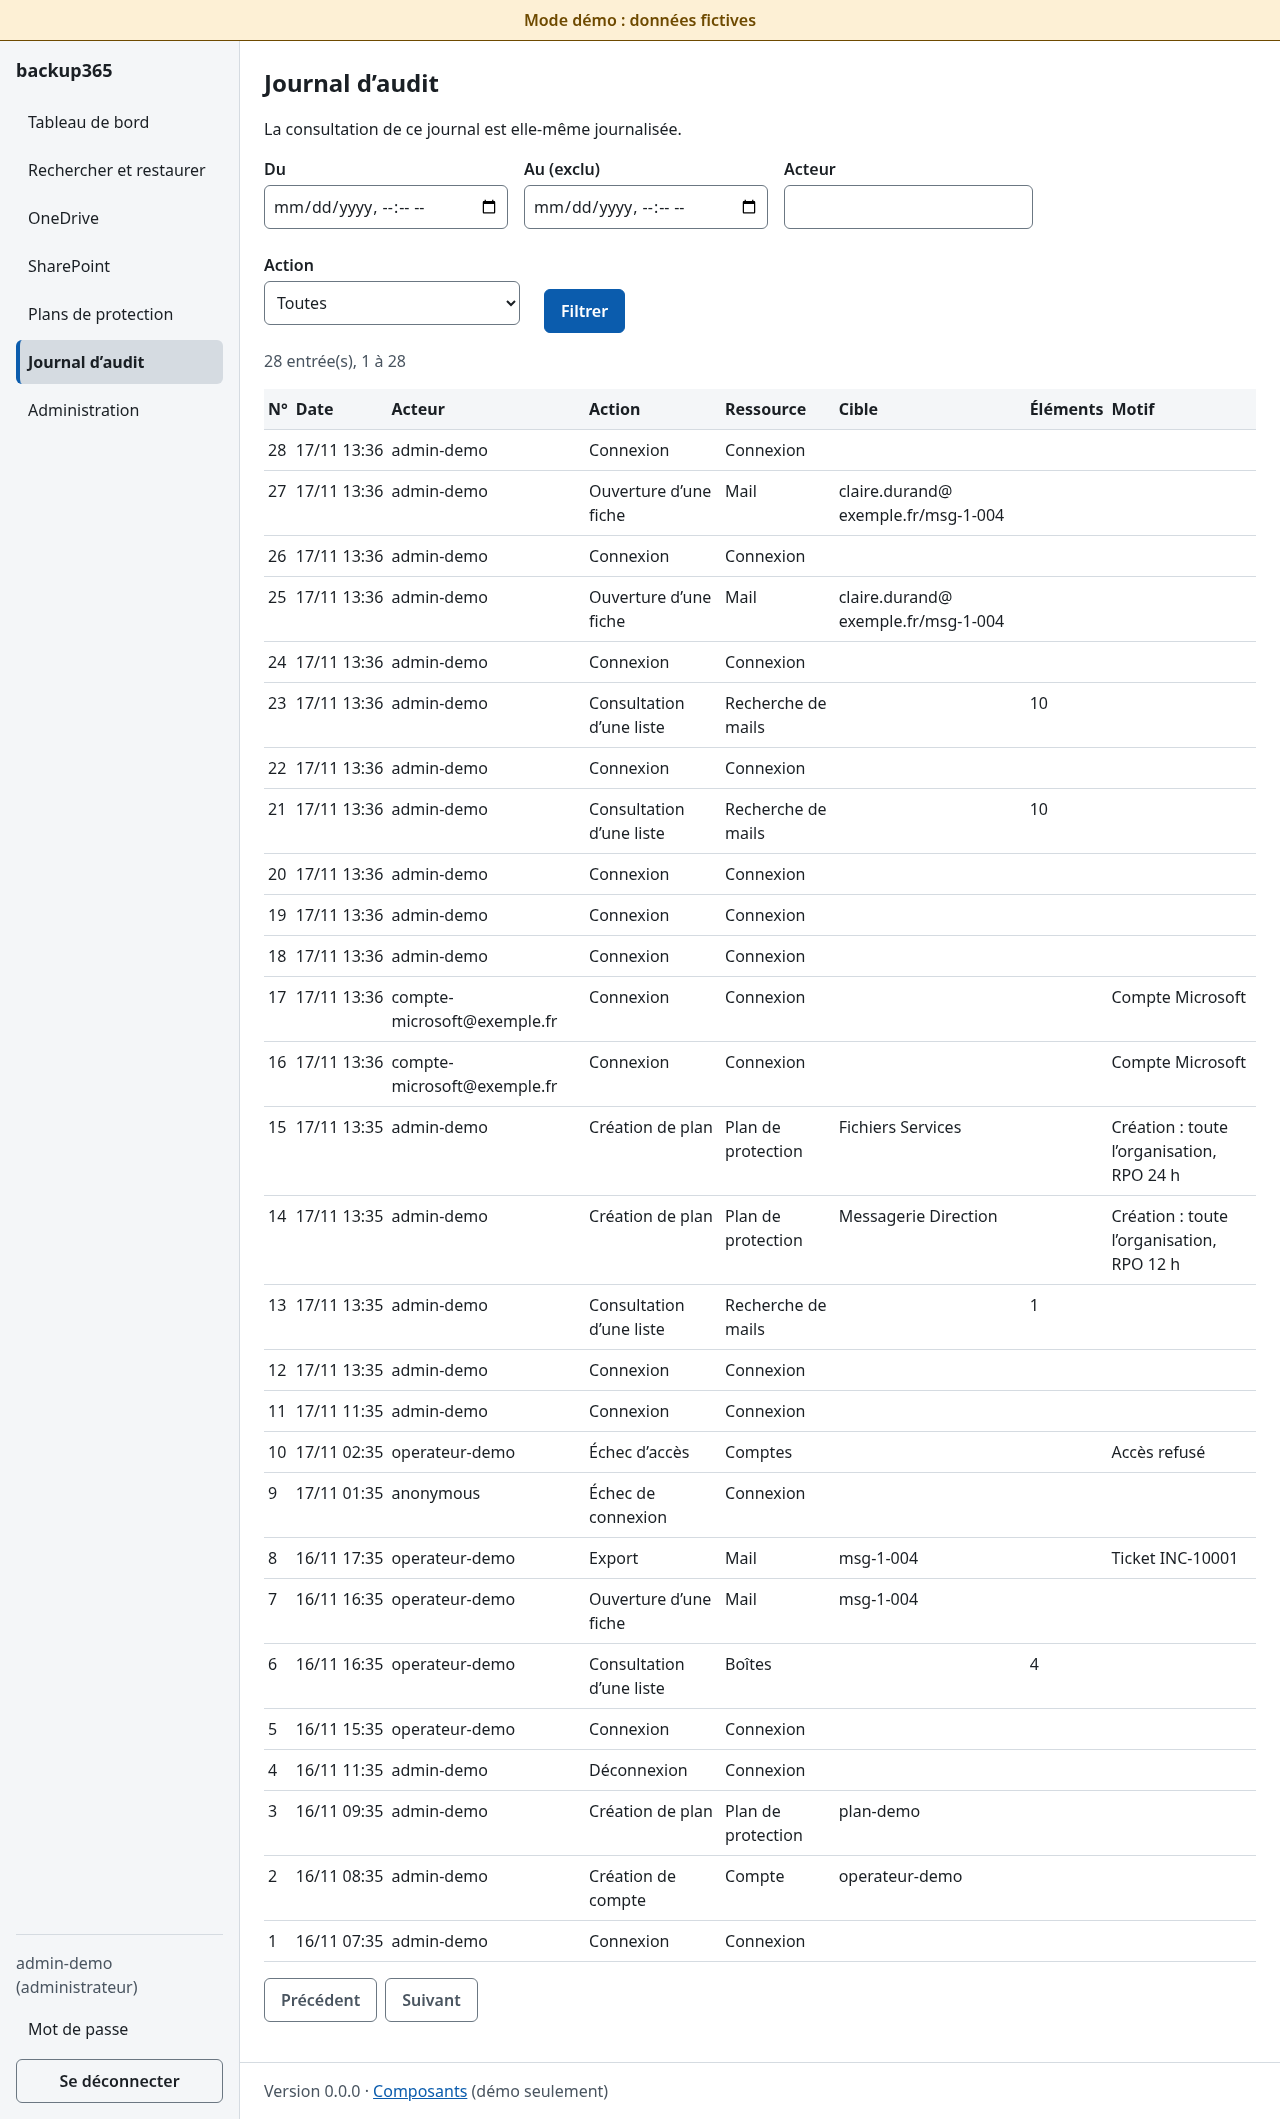 Mode démo : données fictives
backup365
Tableau de bord
Rechercher et restaurer
OneDrive
SharePoint
Plans de protection
Journal d’audit
Administration
admin-demo
(administrateur)
Mot de passe
Se déconnecter
Journal d’audit
La consultation de ce journal est elle-même journalisée.
Du Au (exclu) Acteur
mm/dd/yyyy, --:-- -- mm/dd/yyyy, --:-- --
Action
Toutes Filtrer
28 entrée(s), 1 à 28
N° Date Acteur Action Ressource Cible Éléments Motif
28 17/11 13:36 admin-demo Connexion Connexion
27 17/11 13:36 admin-demo Ouverture d’une Mail claire.durand@
fiche exemple.fr/msg-1-004
26 17/11 13:36 admin-demo Connexion Connexion
25 17/11 13:36 admin-demo Ouverture d’une Mail claire.durand@
fiche exemple.fr/msg-1-004
24 17/11 13:36 admin-demo Connexion Connexion
23 17/11 13:36 admin-demo Consultation Recherche de 10
d’une liste mails
22 17/11 13:36 admin-demo Connexion Connexion
21 17/11 13:36 admin-demo Consultation Recherche de 10
d’une liste mails
20 17/11 13:36 admin-demo Connexion Connexion
19 17/11 13:36 admin-demo Connexion Connexion
18 17/11 13:36 admin-demo Connexion Connexion
17 17/11 13:36 compte- Connexion Connexion Compte Microsoft
microsoft@exemple.fr
16 17/11 13:36 compte- Connexion Connexion Compte Microsoft
microsoft@exemple.fr
15 17/11 13:35 admin-demo Création de plan Plan de Fichiers Services Création : toute
protection l’organisation,
RPO 24 h
14 17/11 13:35 admin-demo Création de plan Plan de Messagerie Direction Création : toute
protection l’organisation,
RPO 12 h
13 17/11 13:35 admin-demo Consultation Recherche de 1
d’une liste mails
12 17/11 13:35 admin-demo Connexion Connexion
11 17/11 11:35 admin-demo Connexion Connexion
10 17/11 02:35 operateur-demo Échec d’accès Comptes Accès refusé
9 17/11 01:35 anonymous Échec de Connexion
connexion
8 16/11 17:35 operateur-demo Export Mail msg-1-004 Ticket INC-10001
7 16/11 16:35 operateur-demo Ouverture d’une Mail msg-1-004
fiche
6 16/11 16:35 operateur-demo Consultation Boîtes 4
d’une liste
5 16/11 15:35 operateur-demo Connexion Connexion
4 16/11 11:35 admin-demo Déconnexion Connexion
3 16/11 09:35 admin-demo Création de plan Plan de plan-demo
protection
2 16/11 08:35 admin-demo Création de Compte operateur-demo
compte
1 16/11 07:35 admin-demo Connexion Connexion
Précédent Suivant
Version 0.0.0 · Composants (démo seulement)